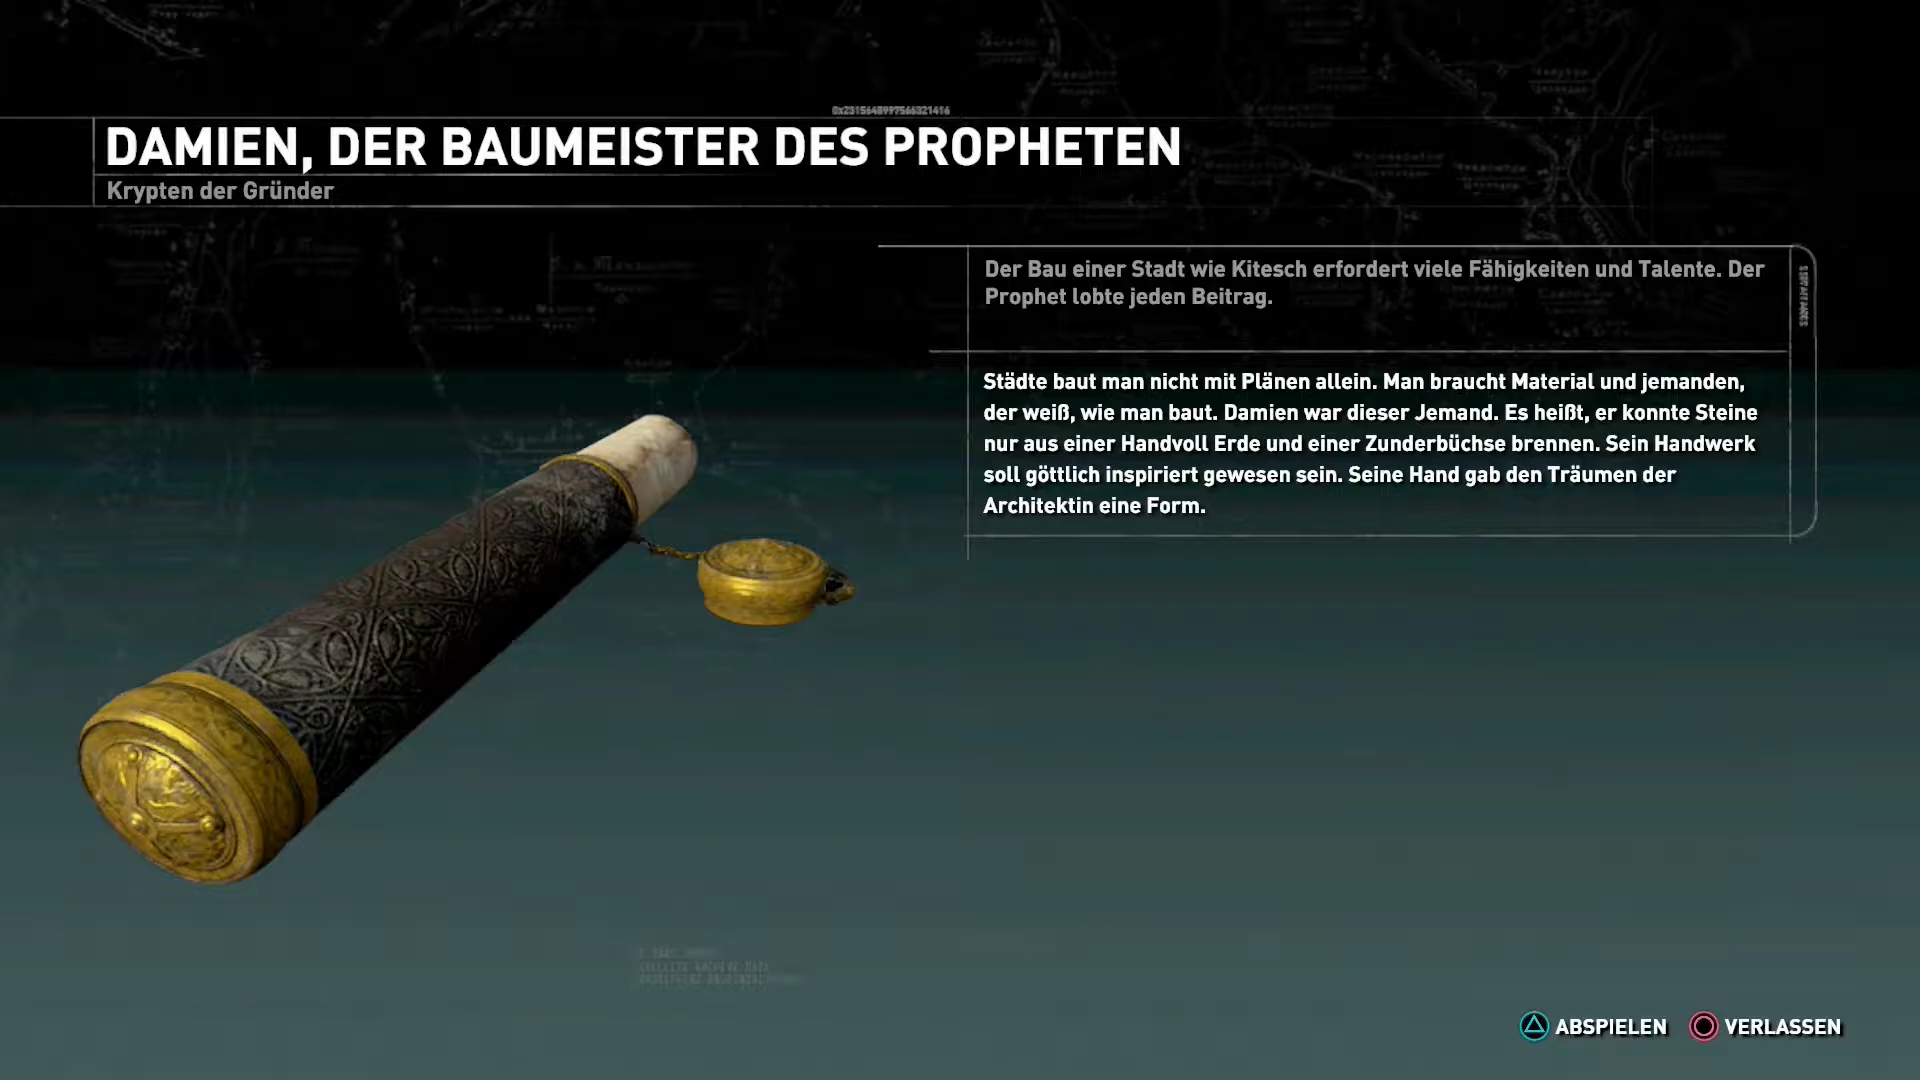 DAMIEN, DER BAUMEISTER DES PROPHETEN
Krypten der Gründer
Der Bau einer Stadt wie Kitesch erfordert viele Fähigkeiten und Talente. Der
Prophet lobte jeden Beitrag.
Städte baut man nicht mit Plänen allein. Man braucht Material und jemanden,
der weiß, wie man baut. Damien war dieser Jemand. Es heißt, er konnte Steine
nur aus einer Handvoll Erde und einer Zunderbüchse brennen. Sein Handwerk
soll göttlich inspiriert gewesen sein. Seine Hand gab den Träumen der
Architektin eine Form.
ABSPIELEN VERLASSEN